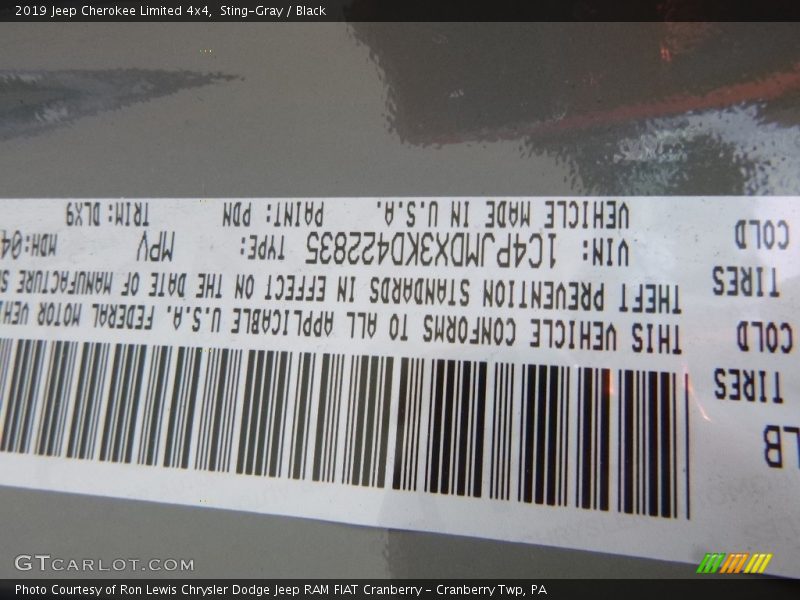 2019 Jeep Cherokee Limited 4x4, Sting-Gray / Black
LB
TIRES
COLD
TIRES
COLD
THIS VEHICLE CONFORMS TO ALL APPLICABLE U.S.A. FEDERAL MOTOR
THEFT PREVENTION STANDARDS IN EFFECT ON THE DATE OF MANUFACTURE
VIN: 1C4PJMDX3KD422835 TYPE: MPV MDH: 04
VEHICLE MADE IN U.S.A. PAINT: PDN TRIM: DLX9
GTCARLOT.COM
Photo Courtesy of Ron Lewis Chrysler Dodge Jeep RAM FIAT Cranberry - Cranberry Twp, PA